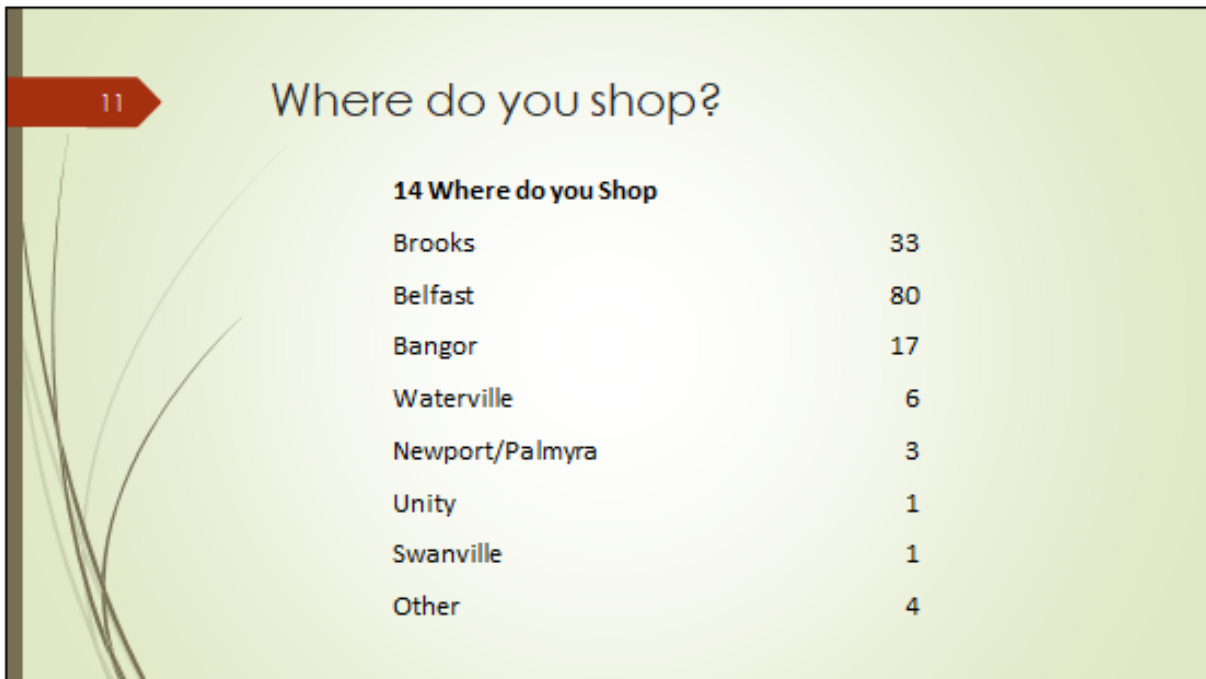 11
Where do you shop?
14 Where do you Shop
Brooks 33
Belfast 80
Bangor 17
Waterville 6
Newport/Palmyra 3
Unity 1
Swanville 1
Other 4